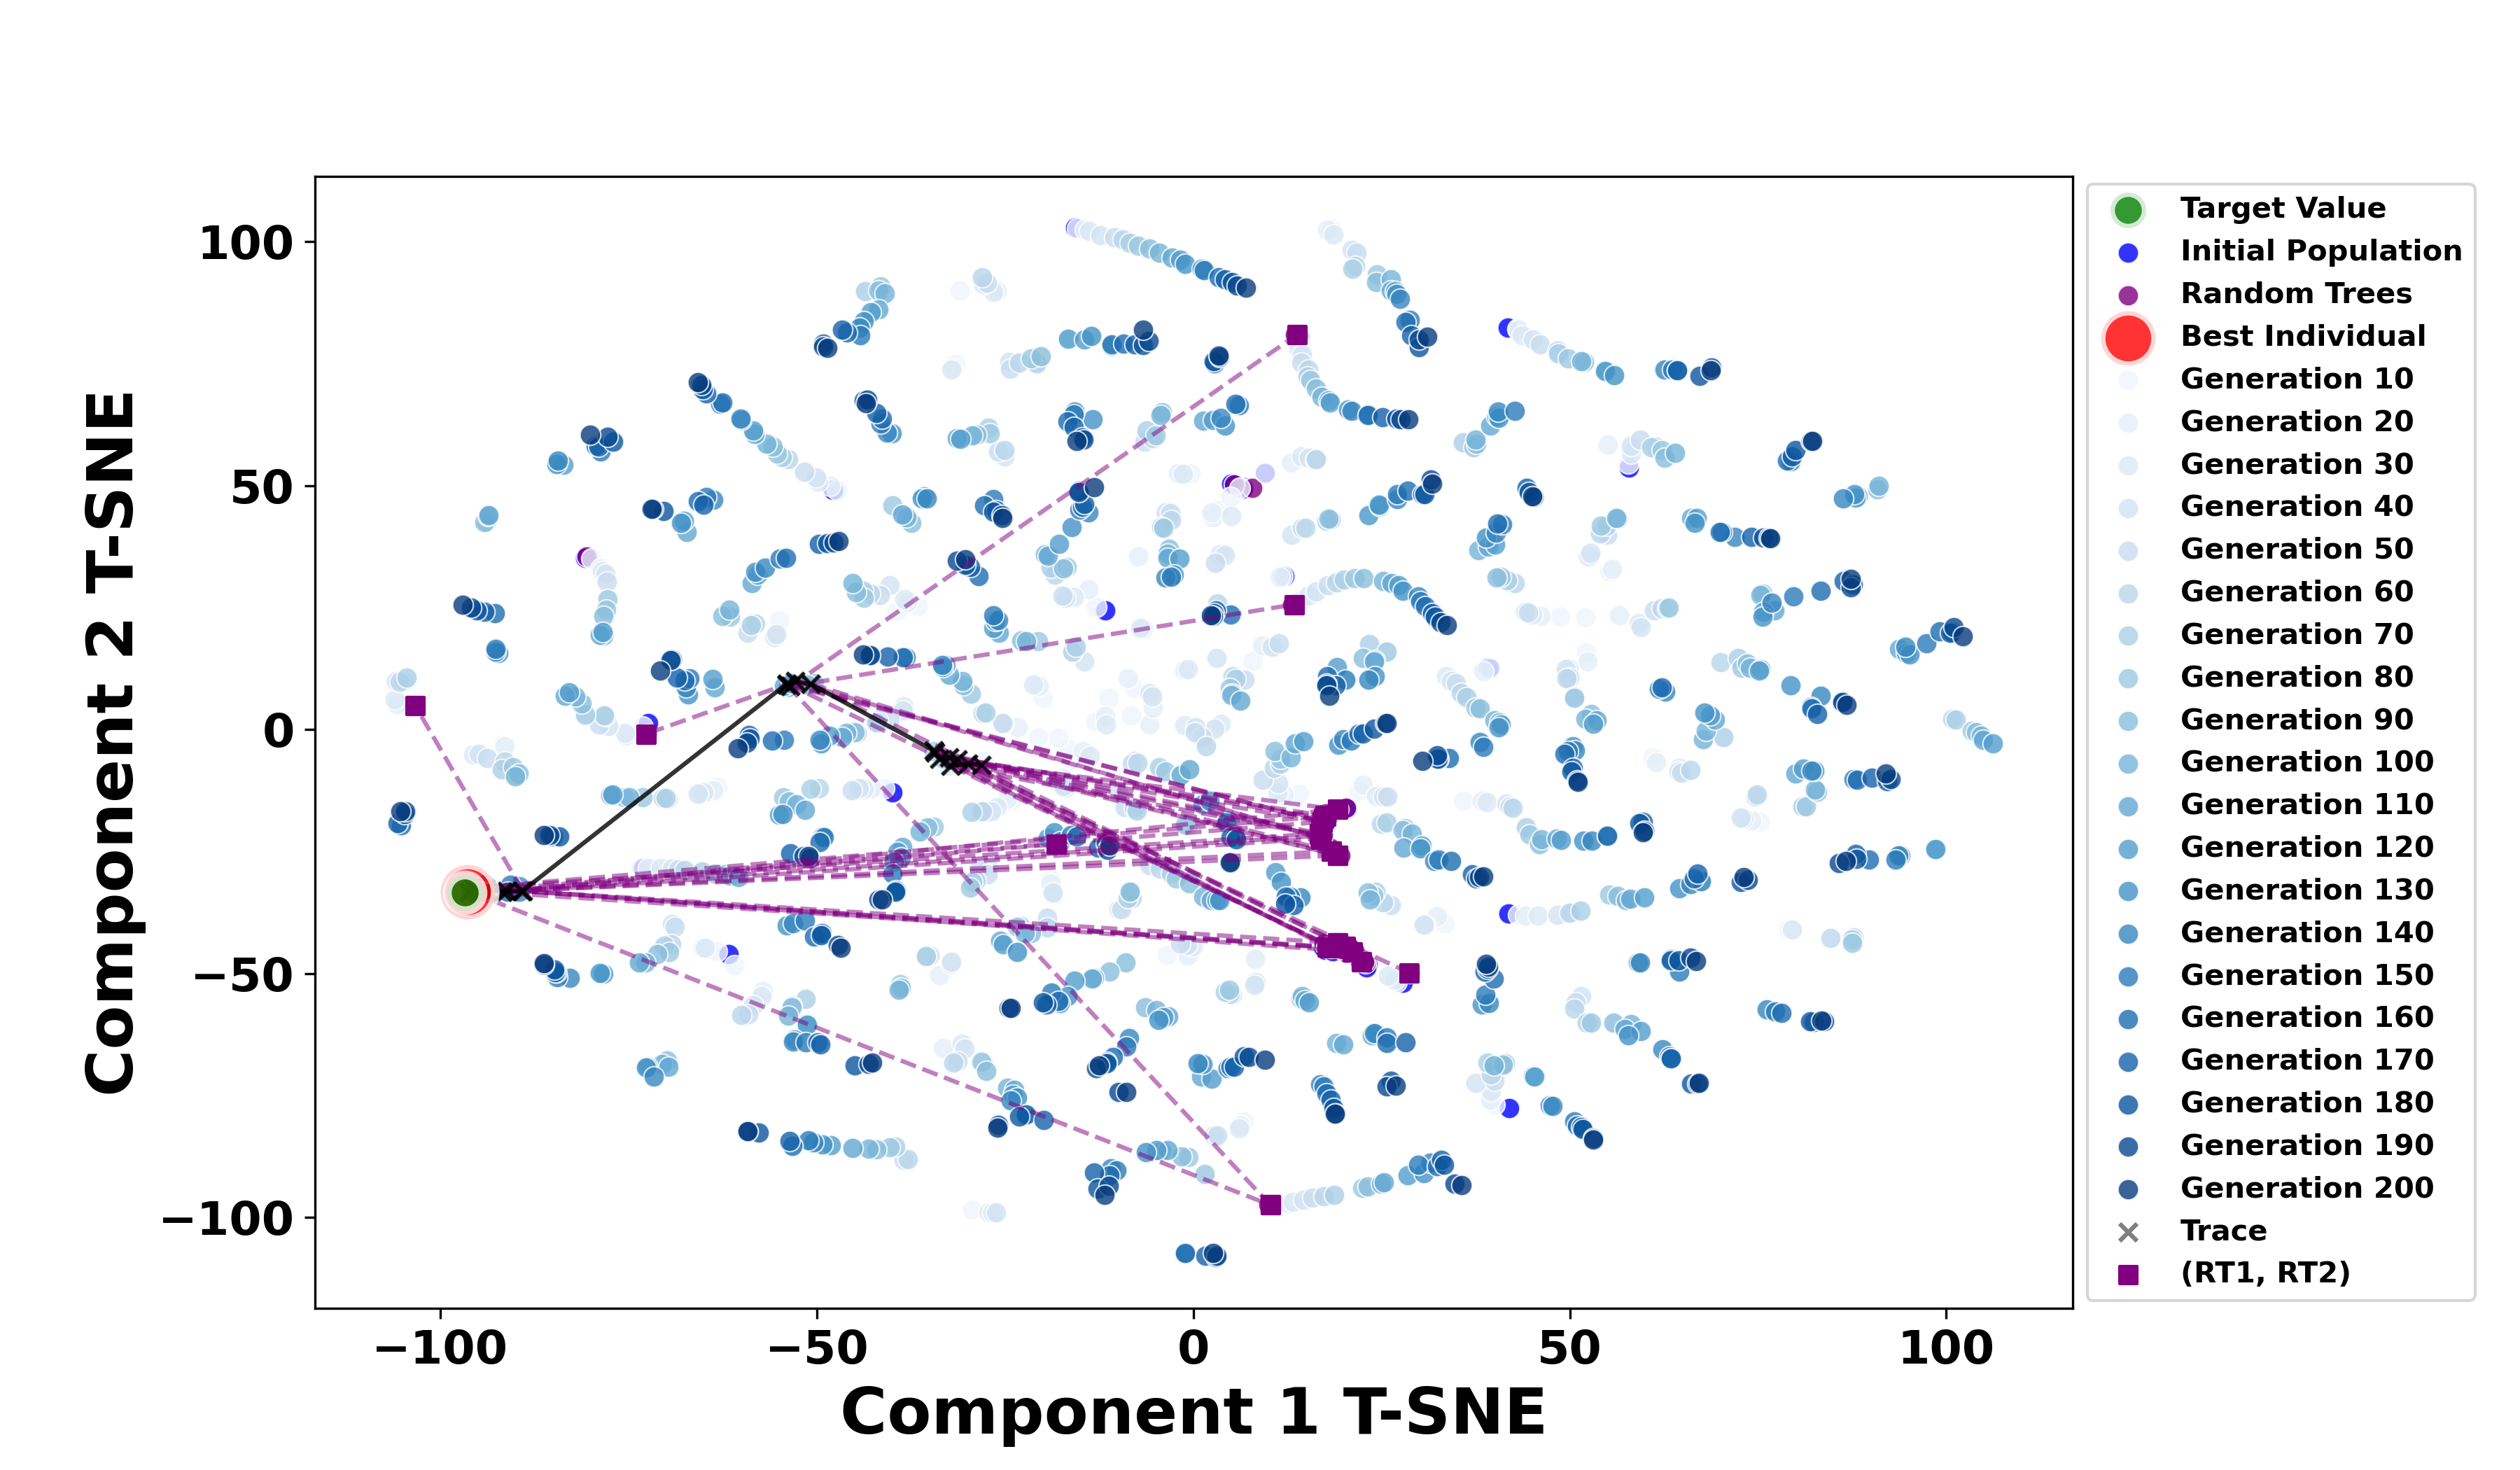 100
50
0
−50
−100
Component 2 T-SNE
−100
−50
0
50
100
Component 1 T-SNE
Target Value
Initial Population
Random Trees
Best Individual
Generation 10
Generation 20
Generation 30
Generation 40
Generation 50
Generation 60
Generation 70
Generation 80
Generation 90
Generation 100
Generation 110
Generation 120
Generation 130
Generation 140
Generation 150
Generation 160
Generation 170
Generation 180
Generation 190
Generation 200
Trace
(RT1, RT2)